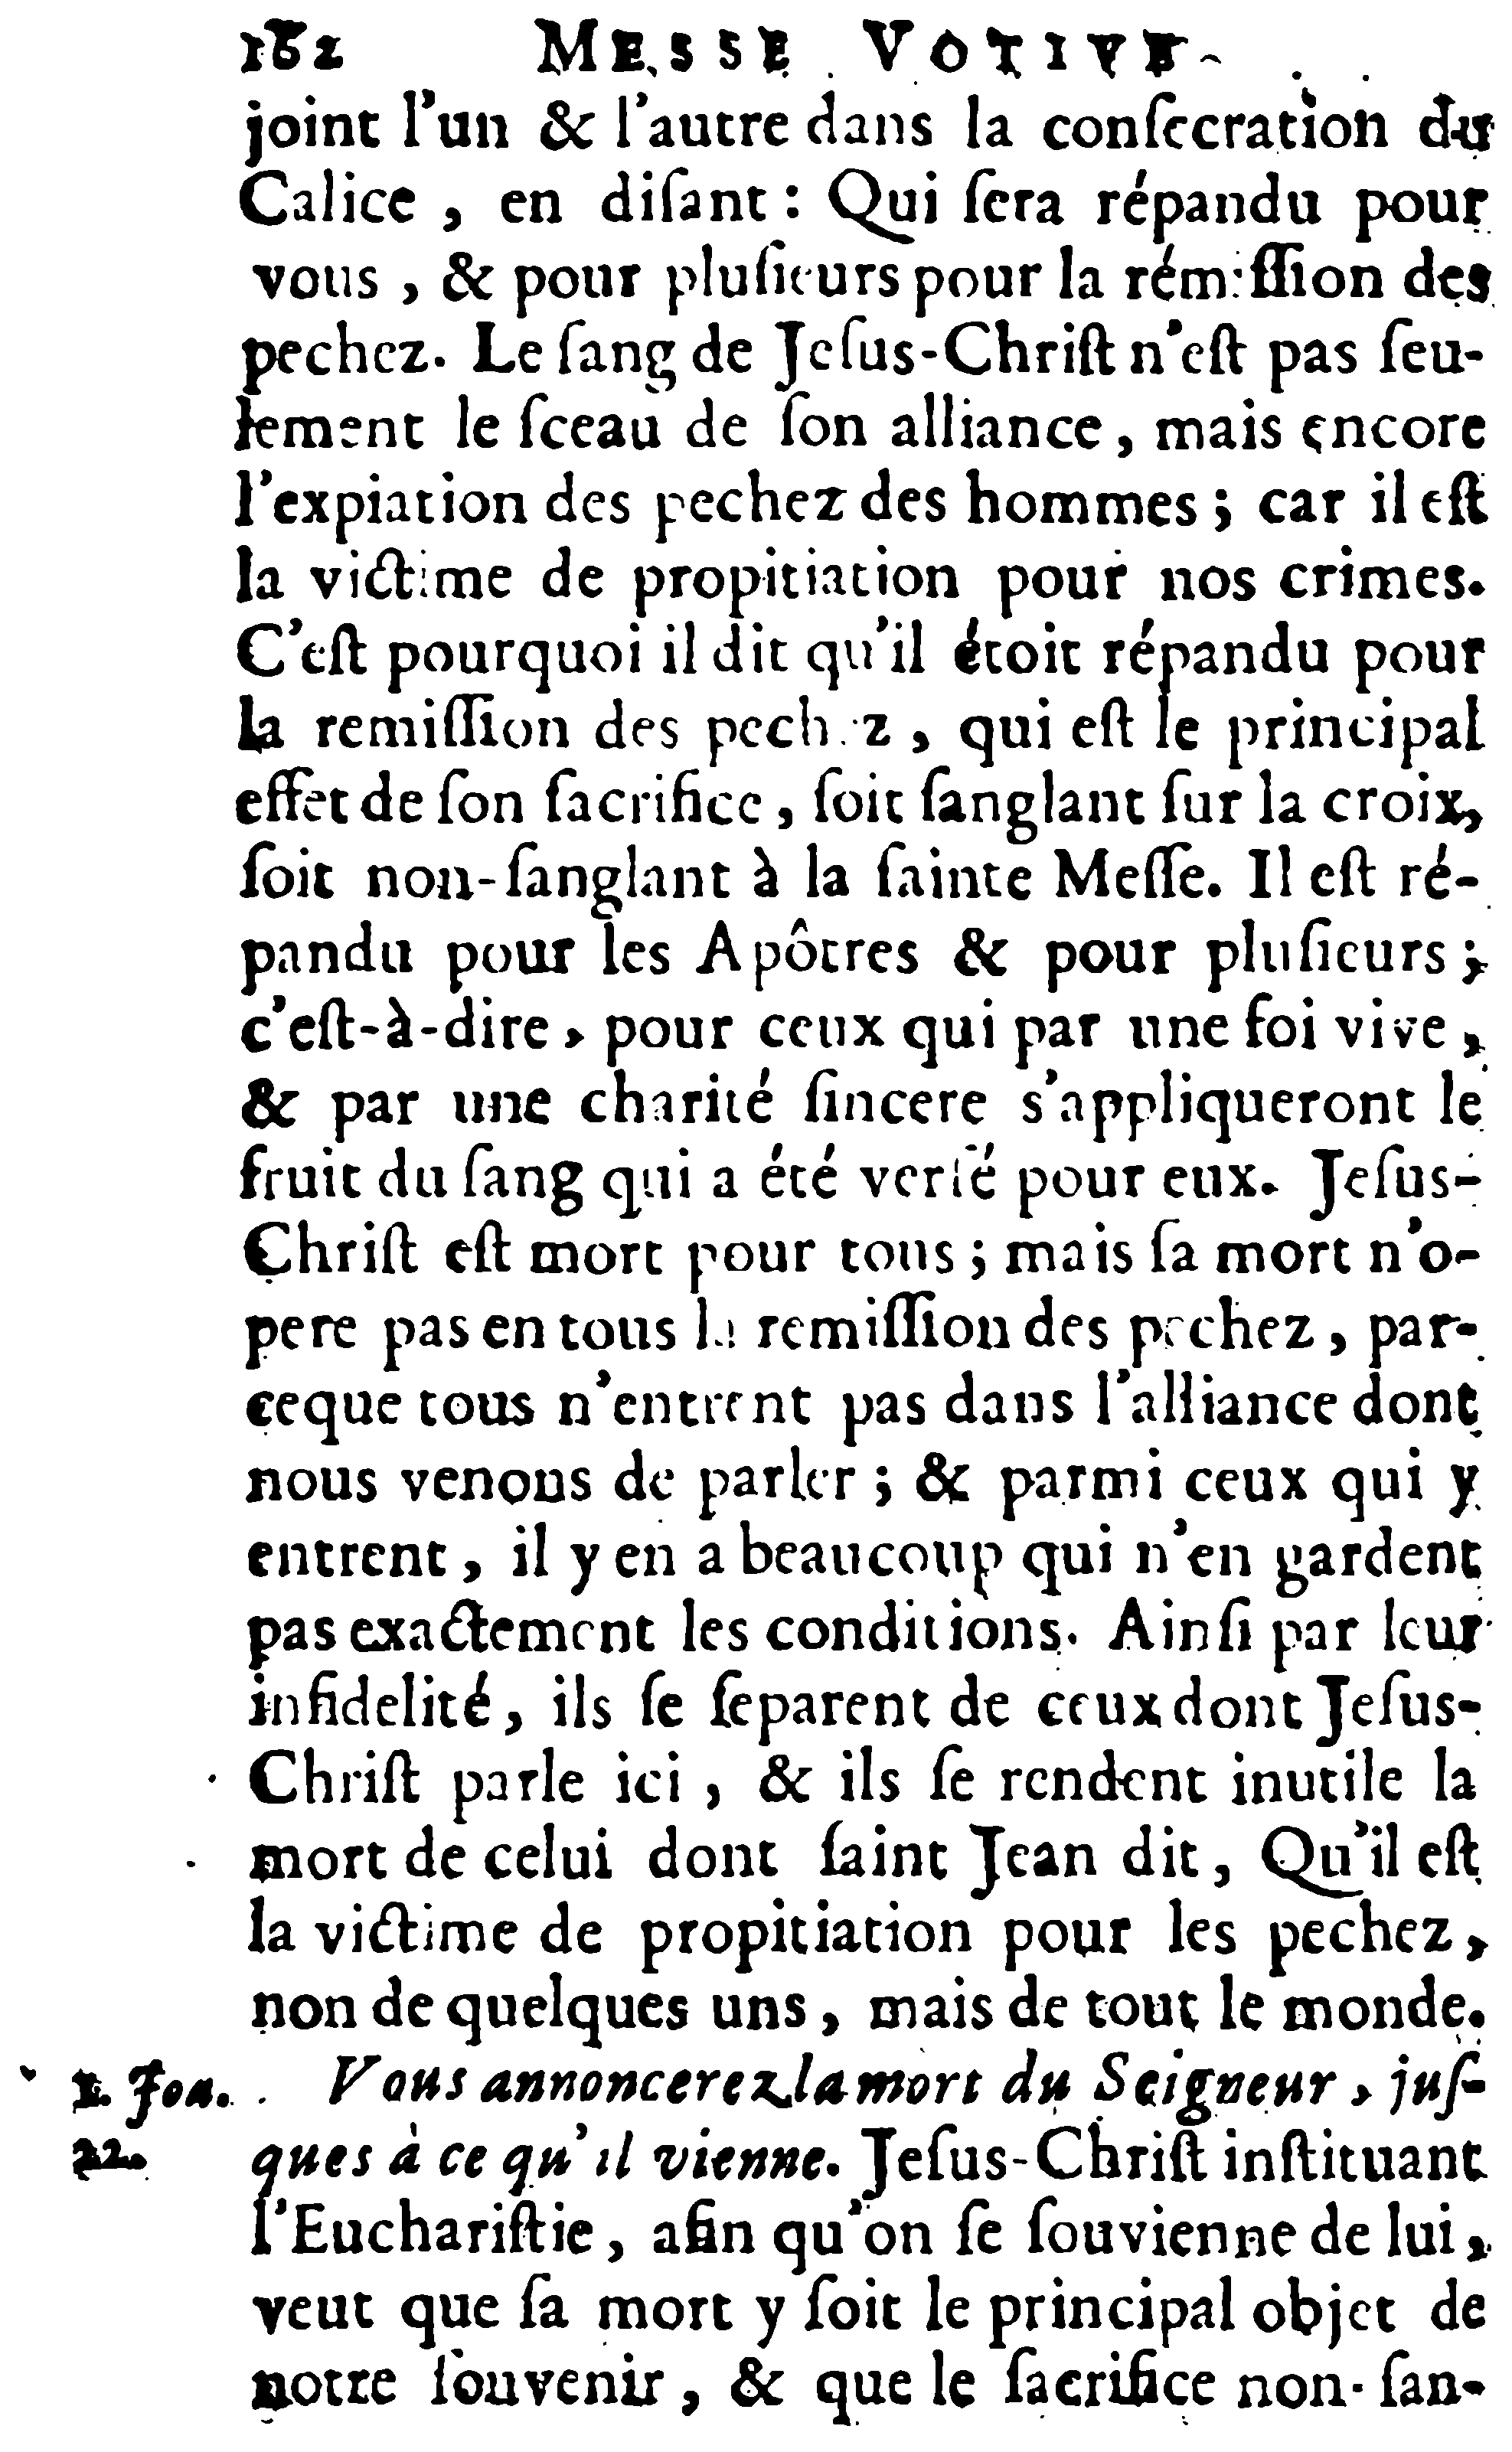 162 MESSE VOTIVE.
joint l'un & l'autre dans la conſecration du
Calice, en diſant : Qui ſera répandu pour
vous, & pour pluſieurs pour la rémiſſion des
pechez. Le ſang de Jeſus-Chriſt n'eſt pas ſeu-
lement le ſceau de ſon alliance, mais encore
l'expiation des pechez des hommes ; car il eſt
la victime de propitiation pour nos crimes.
C'eſt pourquoi il dit qu'il étoit répandu pour
la remiſſion des pechez, qui eſt le principal
effet de ſon ſacrifice, ſoit ſanglant ſur la croix,
ſoit non-ſanglant à la ſainte Meſſe. Il eſt ré-
pandu pour les Apôtres & pour pluſieurs ;
c'eſt-à-dire, pour ceux qui par une foi vive,
& par une charité ſincere s'appliqueront le
fruit du ſang qui a été verſé pour eux. Jeſus-
Chriſt eſt mort pour tous ; mais ſa mort n'o-
pere pas en tous la remiſſion des pechez, par-
ceque tous n'entrent pas dans l'alliance dont
nous venons de parler ; & parmi ceux qui y
entrent, il y en a beaucoup qui n'en gardent
pas exactement les conditions. Ainſi par leur
infidelité, ils ſe ſeparent de ceux dont Jeſus-
Chriſt parle ici, & ils ſe rendent inutile la
mort de celui dont ſaint Jean dit, Qu'il eſt
la victime de propitiation pour les pechez,
non de quelques uns, mais de tout le monde.
1. Joa. Vous annoncerez la mort du Seigneur, juſ-
22. ques à ce qu'il vienne. Jeſus-Chriſt inſtituant
l'Euchariſtie, afin qu'on ſe ſouvienne de lui,
veut que ſa mort y ſoit le principal objet de
notre ſouvenir, & que le ſacrifice non-ſan-